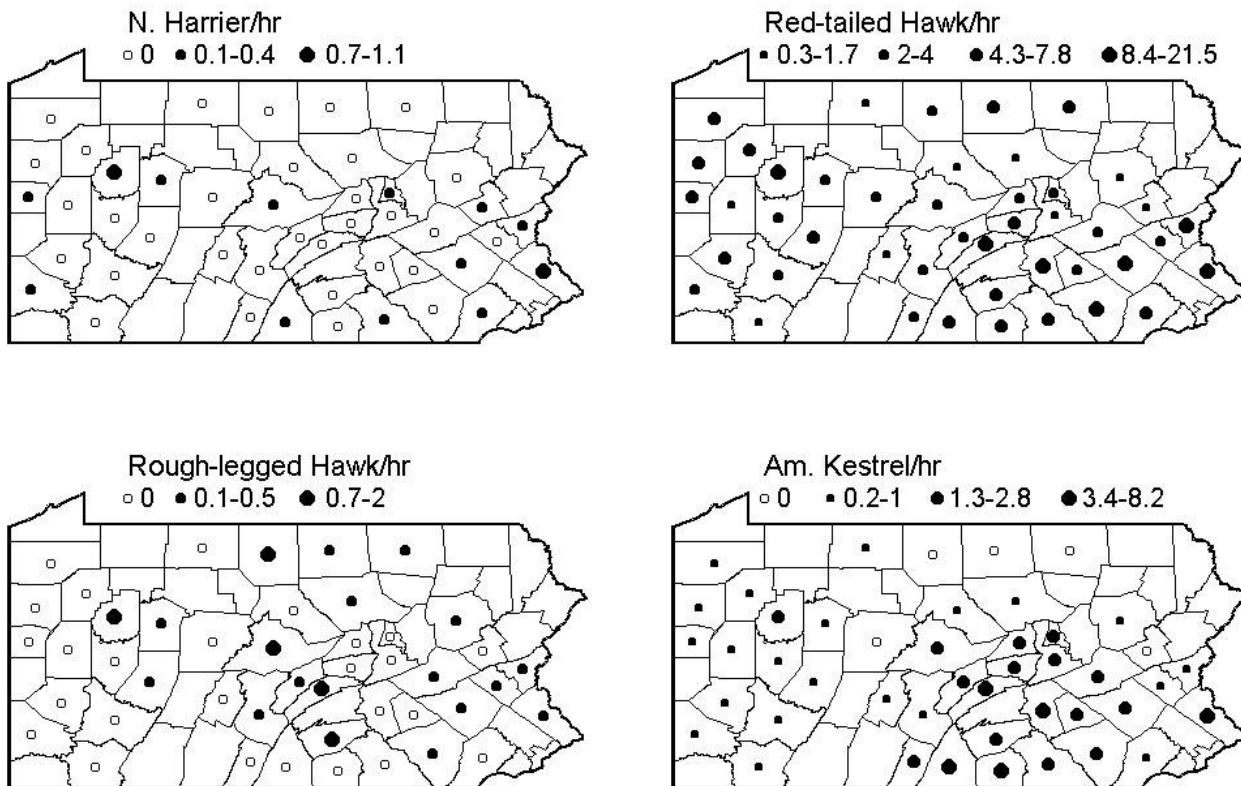 N. Harrier/hr
0 0.1-0.4 0.7-1.1
Red-tailed Hawk/hr
0.3-1.7 2-4 4.3-7.8 8.4-21.5
Rough-legged Hawk/hr
0 0.1-0.5 0.7-2
Am. Kestrel/hr
0 0.2-1 1.3-2.8 3.4-8.2